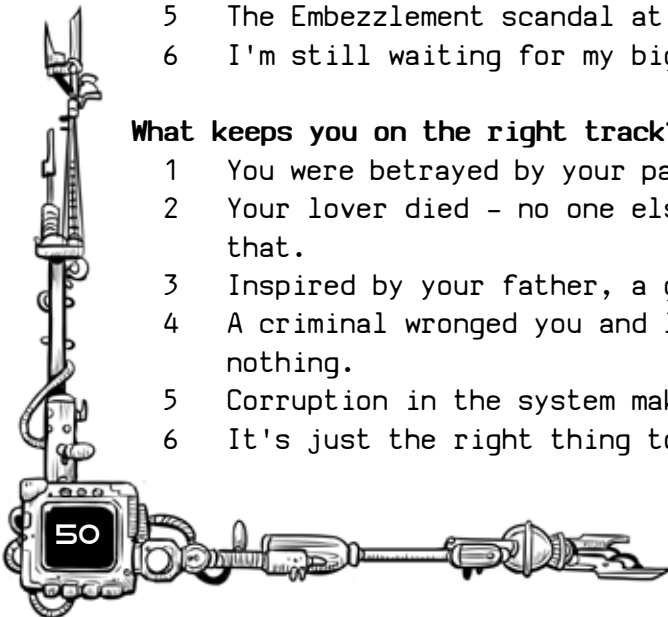 5 The Embezzlement scandal at
6 I'm still waiting for my big
What keeps you on the right track?
1 You were betrayed by your pa
2 Your lover died – no one els
that.
3 Inspired by your father, a
4 A criminal wronged you and
nothing.
5 Corruption in the system mak
6 It's just the right thing to
50